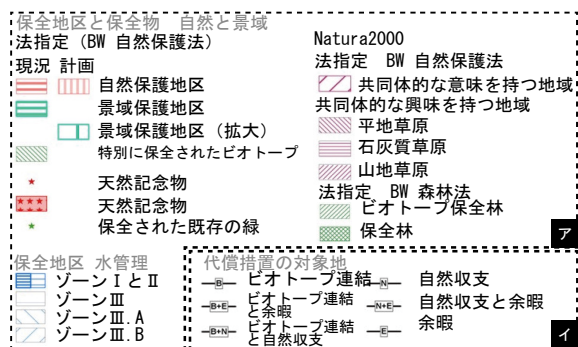 保全地区と保全物 自然と景域
法指定（BW 自然保護法）
現況 計画
自然保護地区
景域保護地区
景域保護地区（拡大）
特別に保全されたビオトープ
天然記念物
天然記念物
保全された既存の緑
Natura2000
法指定 BW 自然保護法
共同体的な意味を持つ地域
共同体的な興味を持つ地域
平地草原
石灰質草原
山地草原
法指定 BW 森林法
ビオトープ保全林
保全林
ア
保全地区 水管理
ゾーンⅠとⅡ
ゾーンⅢ
ゾーンⅢ.A
ゾーンⅢ.B
代償措置の対象地
B ビオトープ連結
B+E ビオトープ連結
と余暇
B+N ビオトープ連結
と自然収支
N 自然収支
N+E 自然収支と余暇
E 余暇
イ